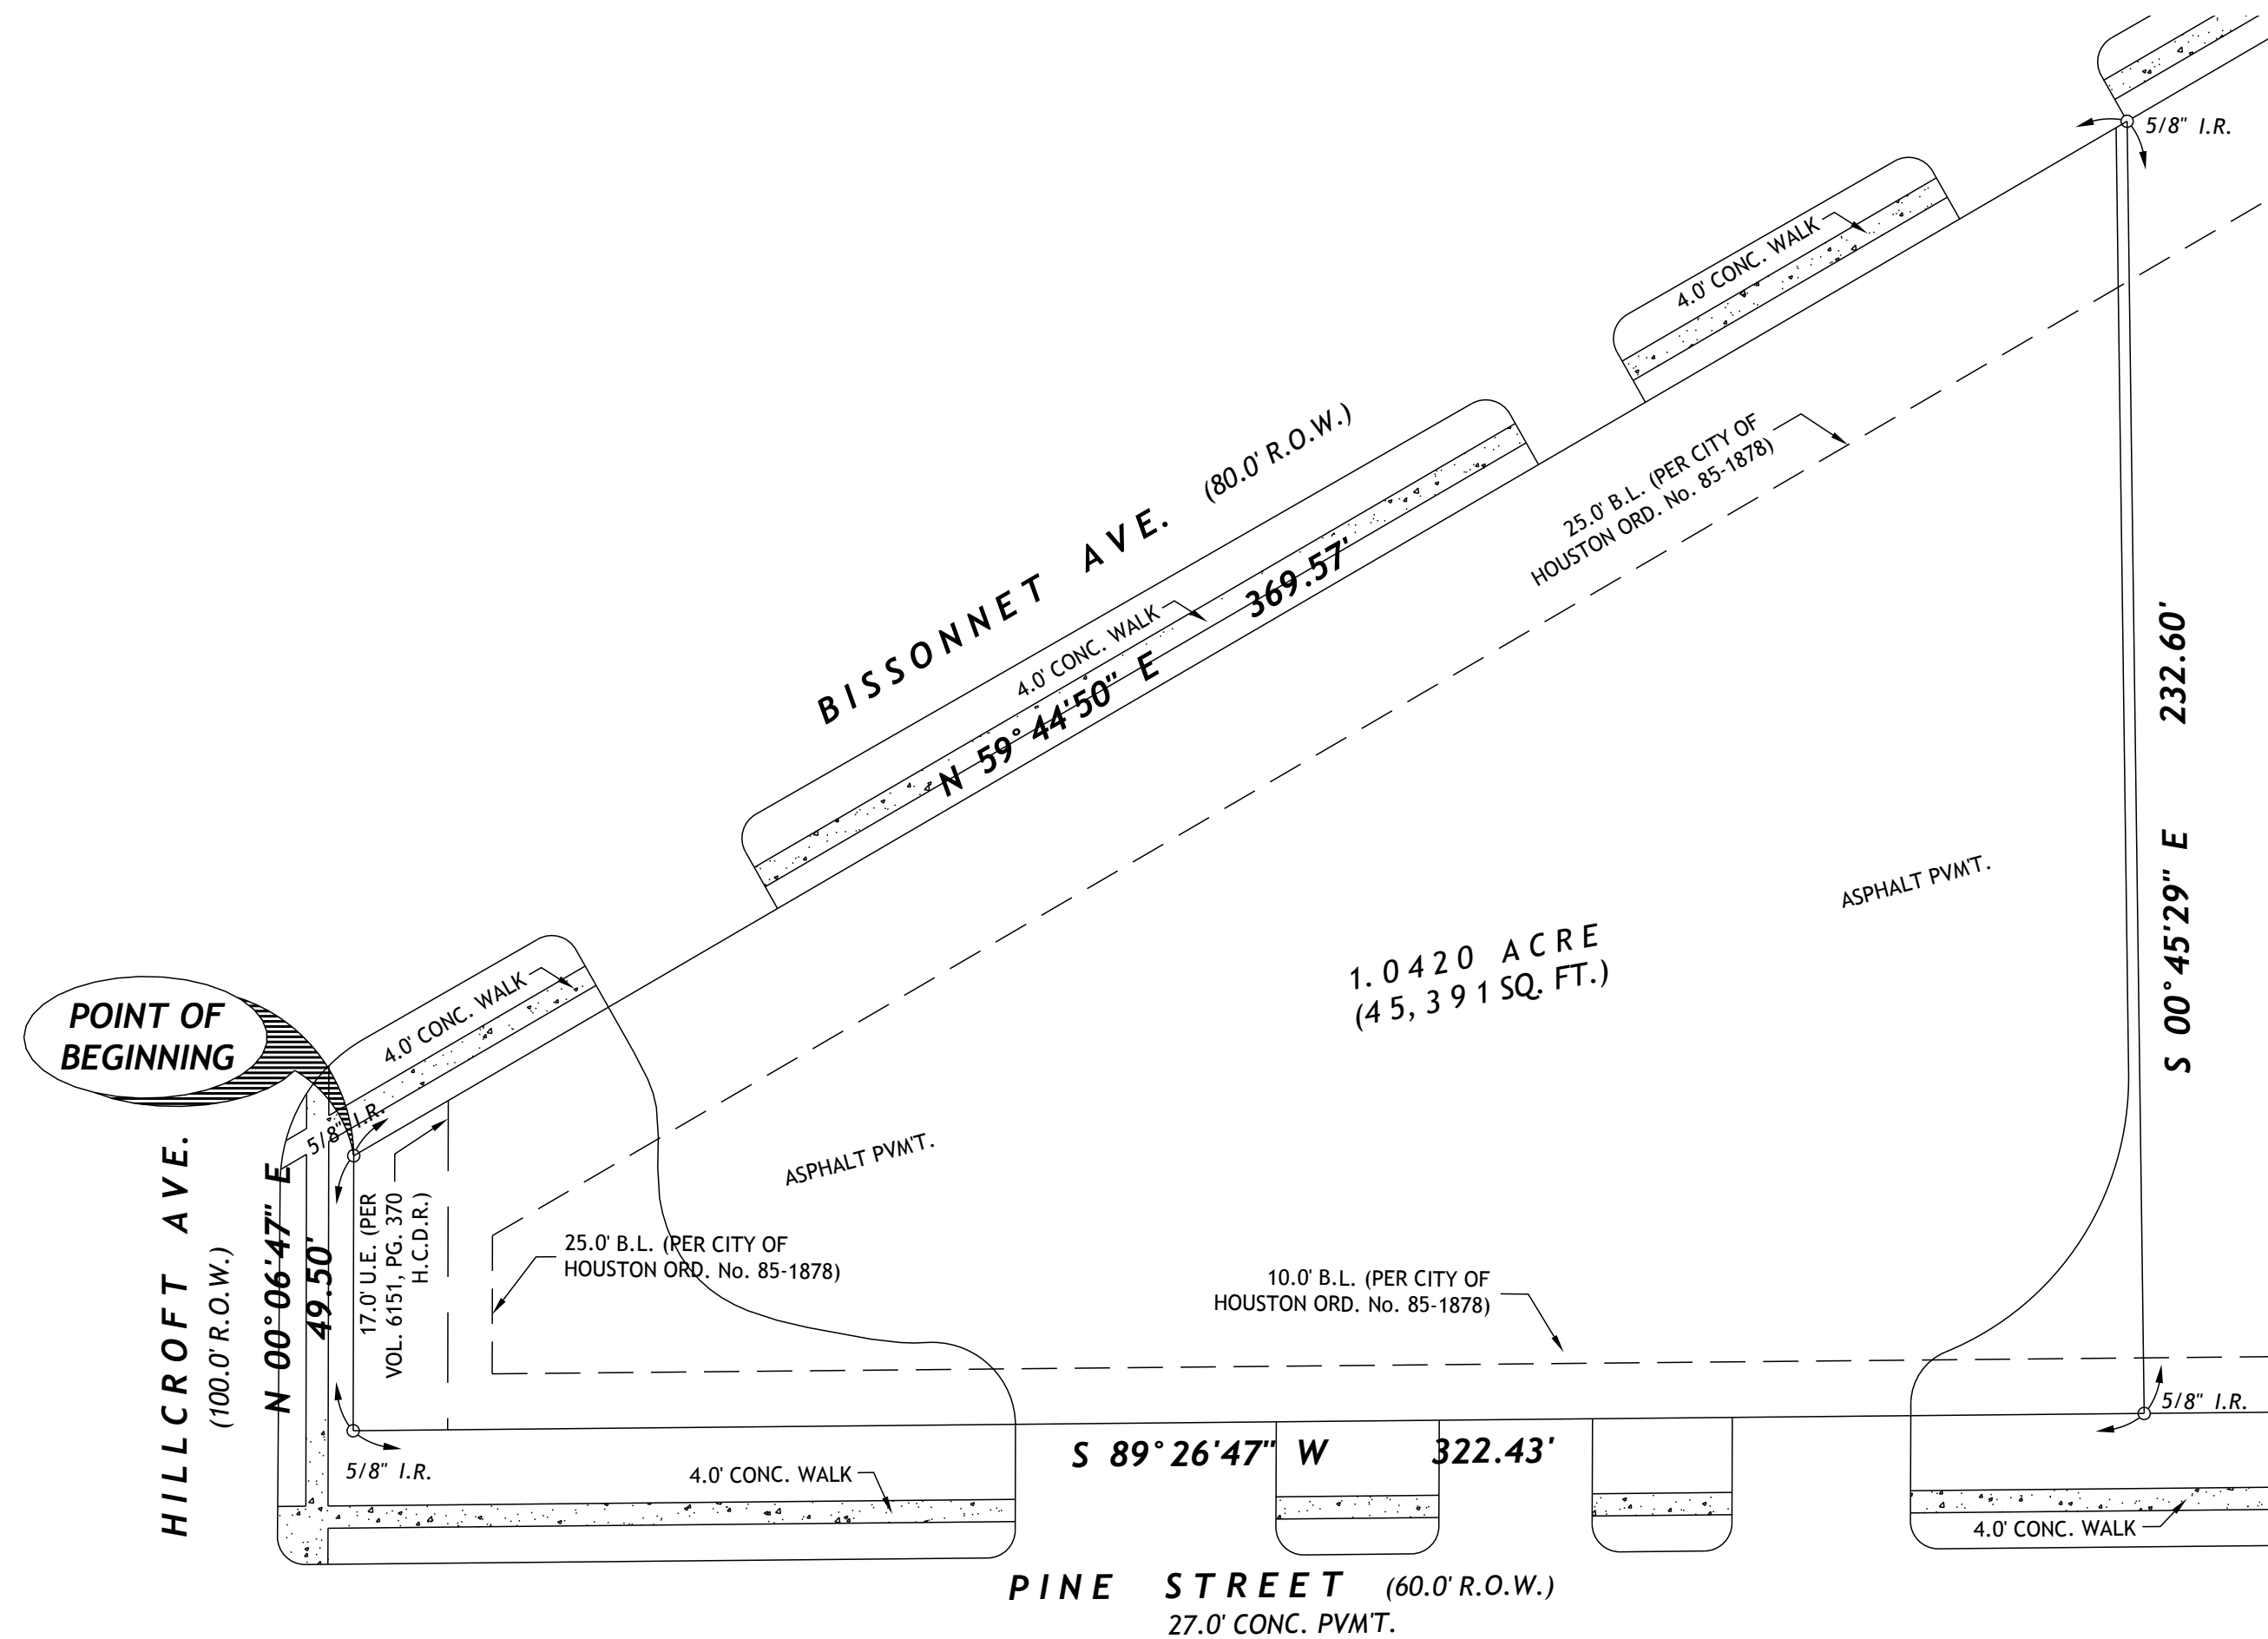 5/8" I.R.
4.0' CONC. WALK
BISSONNET AVE. (80.0' R.O.W.)
25.0' B.L. (PER CITY OF
HOUSTON ORD. No. 85-1878)
4.0' CONC. WALK
N 59° 44'50" E 369.57'
S 00° 45'29" E 232.60'
ASPHALT PVM'T.
1.0420 ACRE
(45,391 SQ. FT.)
POINT OF
BEGINNING
4.0' CONC. WALK
5/8" I.R.
ASPHALT PVM'T.
HILLCROFT AVE.
(100.0' R.O.W.)
N 00° 06'47" E
49.50'
17.0' U.E. (PER
VOL. 6151, PG. 370
H.C.D.R.)
25.0' B.L. (PER CITY OF
HOUSTON ORD. No. 85-1878)
10.0' B.L. (PER CITY OF
HOUSTON ORD. No. 85-1878)
5/8" I.R.
5/8" I.R.
S 89° 26'47" W 322.43'
4.0' CONC. WALK
4.0' CONC. WALK
PINE STREET (60.0' R.O.W.)
27.0' CONC. PVM'T.